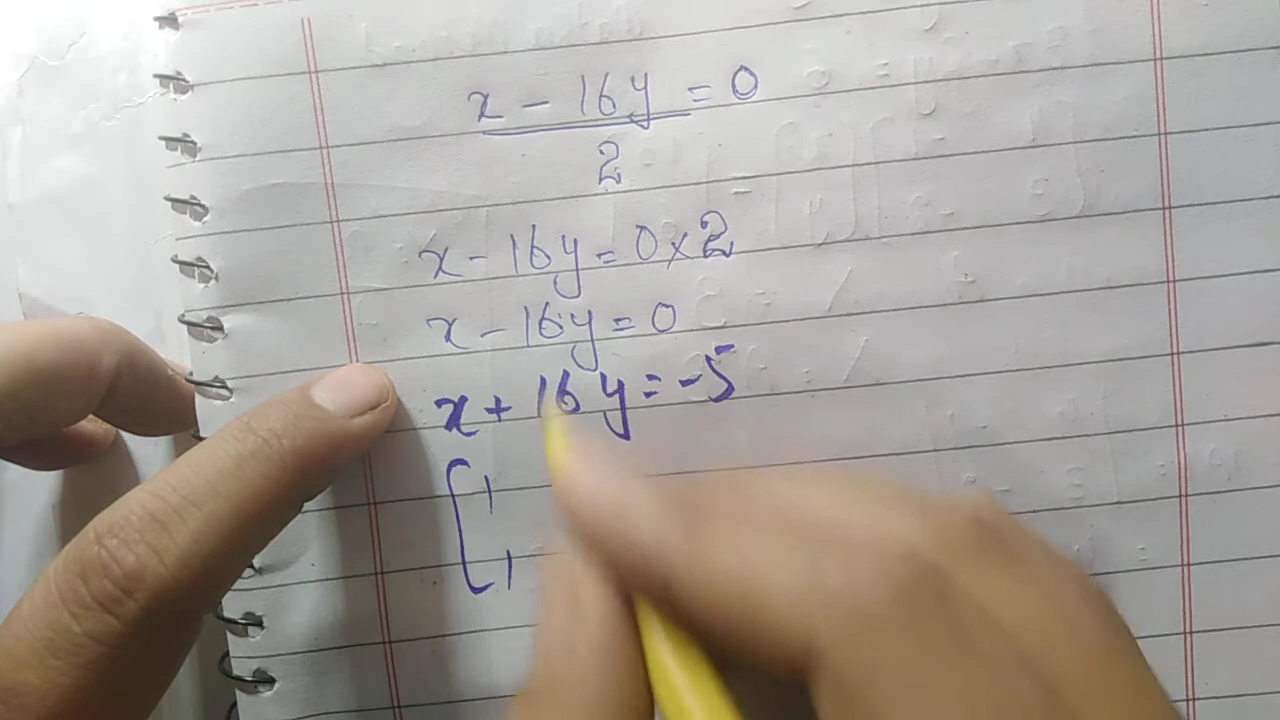 x - 16y = 0
2
x - 16y = 0 x 2
x - 16y = 0
x + 16y = -5
[ 1
1